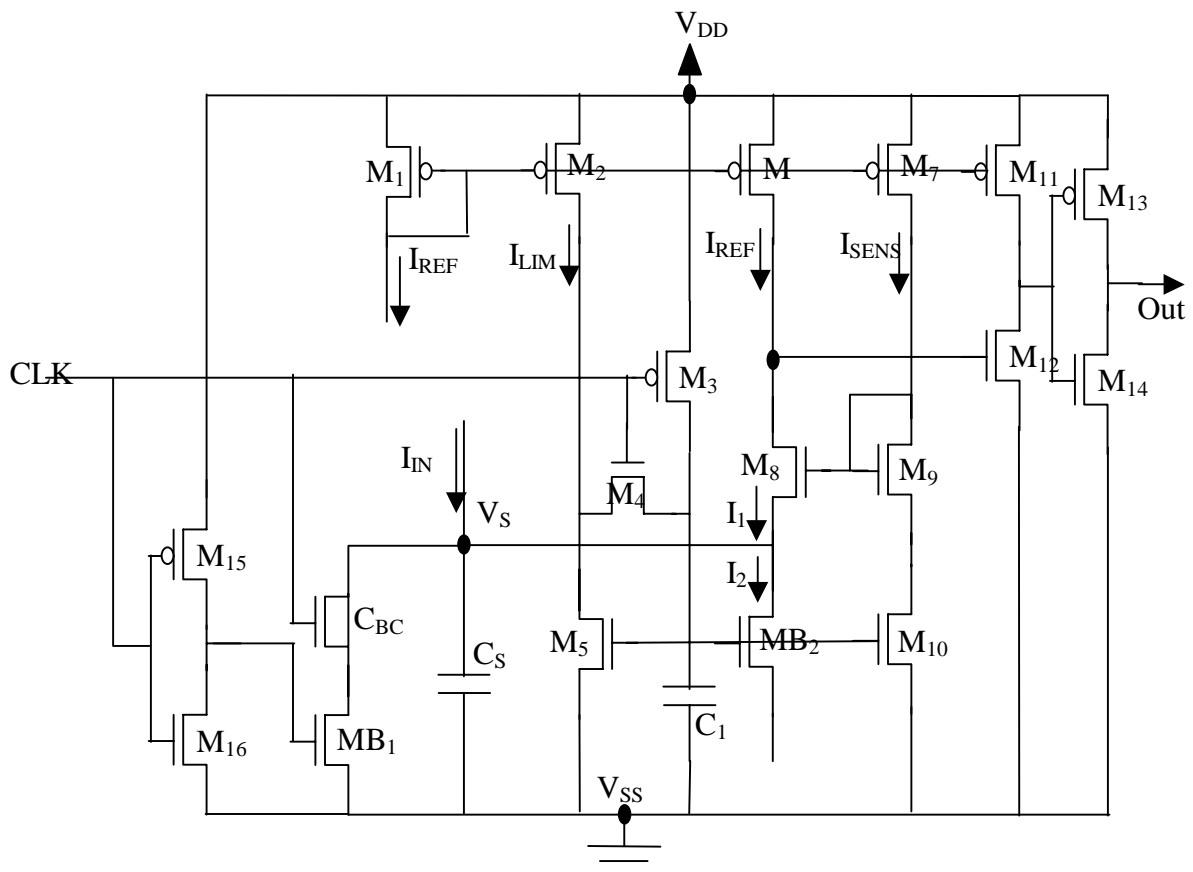 VDD
M1
M2
M
M7
M11
M13
IREF
ILIM
IREF
ISENS
Out
CLK
M3
M12
M14
IIN
M4
M8
M9
VS
I1
M15
I2
CBC
M5
MB2
M10
CS
C1
M16
MB1
VSS